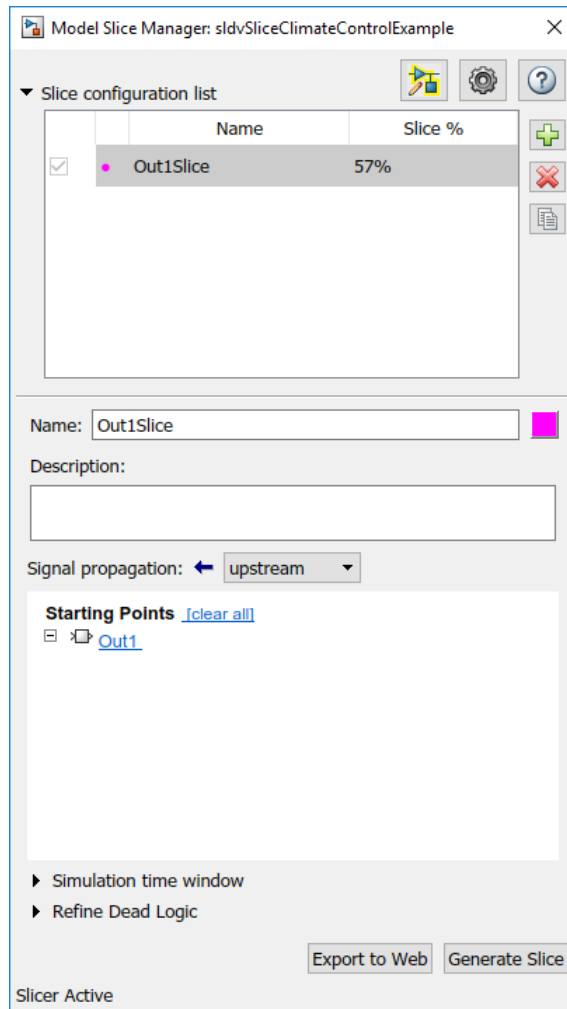 Model Slice Manager: sldvSliceClimateControlExample
Slice configuration list
Name Slice %
Out1Slice 57%
Name: Out1Slice
Description:
Signal propagation: upstream
Starting Points [clear all]
Out1
Simulation time window
Refine Dead Logic
Export to Web Generate Slice
Slicer Active